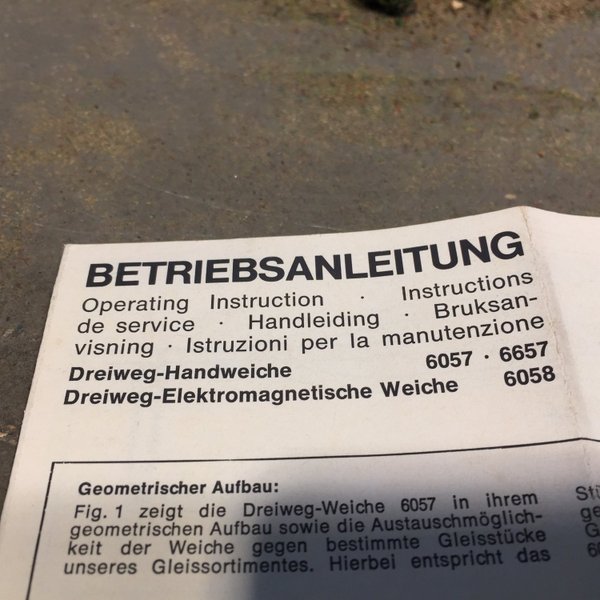 BETRIEBSANLEITUNG
Operating Instruction · Instructions
de service · Handleiding · Bruksan-
visning · Istruzioni per la manutenzione
Dreiweg-Handweiche 6057 · 6657
Dreiweg-Elektromagnetische Weiche 6058
Geometrischer Aufbau:
Fig. 1 zeigt die Dreiweg-Weiche 6057 in ihrem
geometrischen Aufbau sowie die Austauschmöglich-
keit der Weiche gegen bestimmte Gleisstücke
unseres Gleissortimentes. Hierbei entspricht das